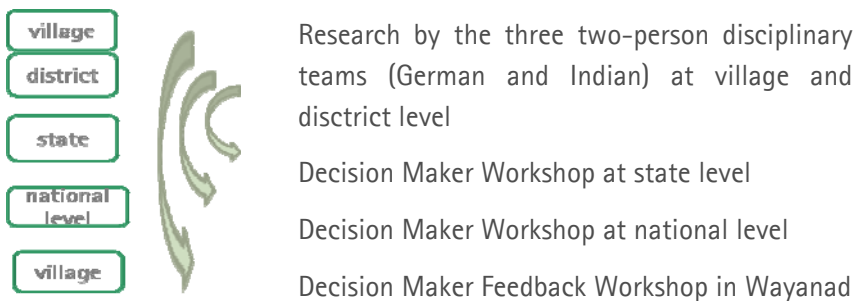 village
district
state
national
level
village
Research by the three two-person disciplinary
teams (German and Indian) at village and
disctrict level
Decision Maker Workshop at state level
Decision Maker Workshop at national level
Decision Maker Feedback Workshop in Wayanad